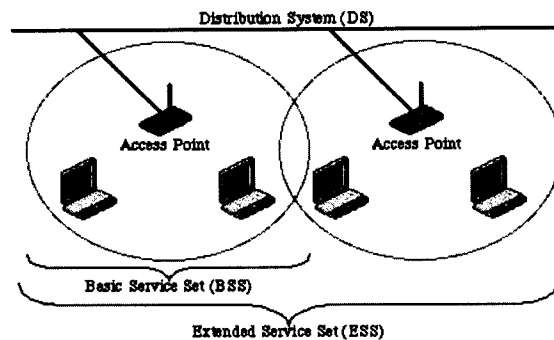 Distribution System (DS)
Access Point
Access Point
Basic Service Set (BSS)
Extended Service Set (ESS)